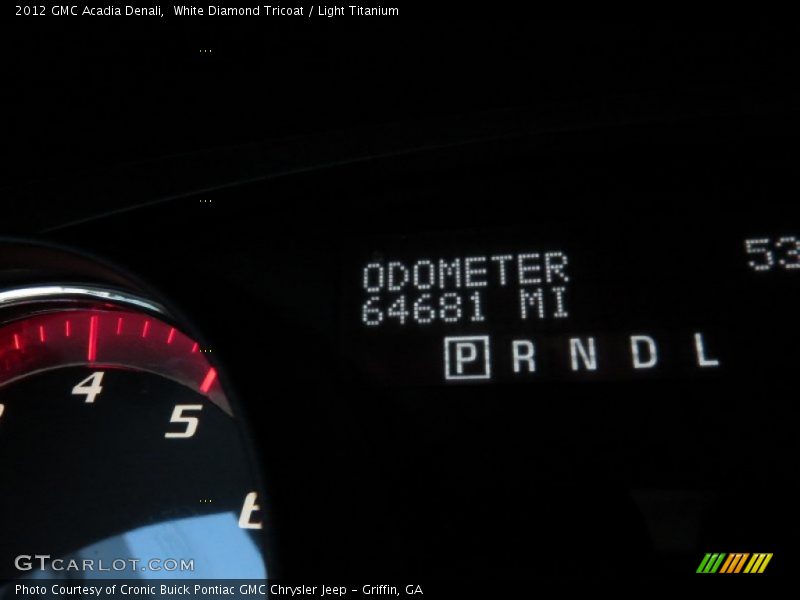 2012 GMC Acadia Denali,  White Diamond Tricoat / Light Titanium
ODOMETER
64681 MI
53
P R N D L
4
5
GTCARLOT.COM
Photo Courtesy of Cronic Buick Pontiac GMC Chrysler Jeep - Griffin, GA